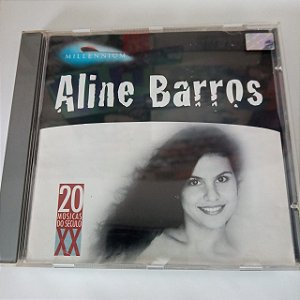 MILLENNIUM
Aline Barros
20
MÚSICAS
DO SÉCULO
XX